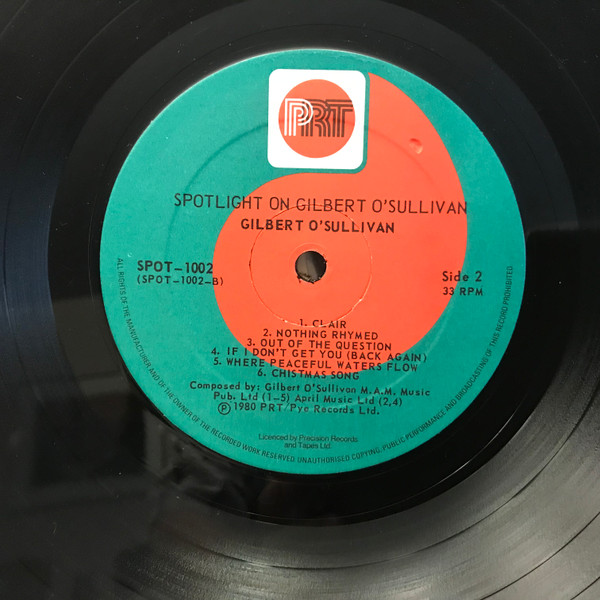 PRT
SPOTLIGHT ON GILBERT O'SULLIVAN
GILBERT O'SULLIVAN
SPOT-1002
(SPOT-1002-B)
Side 2
33 RPM
1. CLAIR
2. NOTHING RHYMED
3. OUT OF THE QUESTION
4. IF I DON'T GET YOU (BACK AGAIN)
5. WHERE PEACEFUL WATERS FLOW
6. CHISTMAS SONG
Composed by: Gilbert O'Sullivan M.A.M. Music
Pub. Ltd (1-5) April Music Ltd (2,4)
Ⓟ 1980 PRT/Pye Records Ltd.
Licenced by Precision Records
and Tapes Ltd.
ALL RIGHTS OF THE MANUFACTURER AND OF THE OWNER OF THE RECORDED WORK RESERVED. UNAUTHORISED COPYING/PUBLIC PERFORMANCE AND BROADCASTING OF THIS RECORD PROHIBITED.